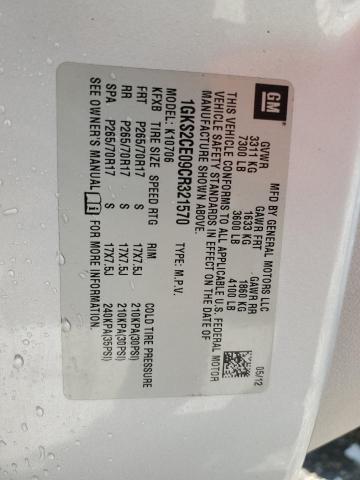 GM
MFD BY GENERAL MOTORS LLC 05/12
GVWR GAWR FRT GAWR RR
3311 KG 1633 KG 1860 KG
7300 LB 3600 LB 4100 LB
THIS VEHICLE CONFORMS TO ALL APPLICABLE U.S. FEDERAL MOTOR
VEHICLE SAFETY STANDARDS IN EFFECT ON THE DATE OF
MANUFACTURE SHOWN ABOVE.
1GKS2CE09CR321570 TYPE: M.P.V.
MODEL: K10706
KFXB TIRE SIZE SPEED RTG RIM COLD TIRE PRESSURE
FRT P265/70R17 S 17X7.5J 210KPA(30PSI)
RR P265/70R17 S 17X7.5J 210KPA(30PSI)
SPA P265/70R17 S 17X7.5J 240KPA(35PSI)
SEE OWNER'S MANUAL FOR MORE INFORMATION.